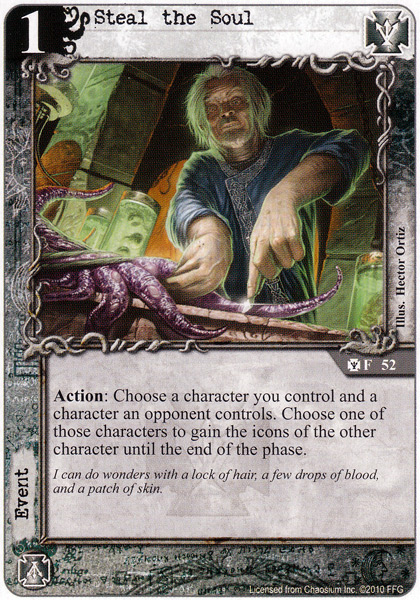 1
Steal the Soul
Illus. Hector Ortiz
F 52
Action: Choose a character you control and a
character an opponent controls. Choose one of
those characters to gain the icons of the other
character until the end of the phase.
I can do wonders with a lock of hair, a few drops of blood,
and a patch of skin.
Event
Licensed from Chaosium Inc. ©2010 FFG